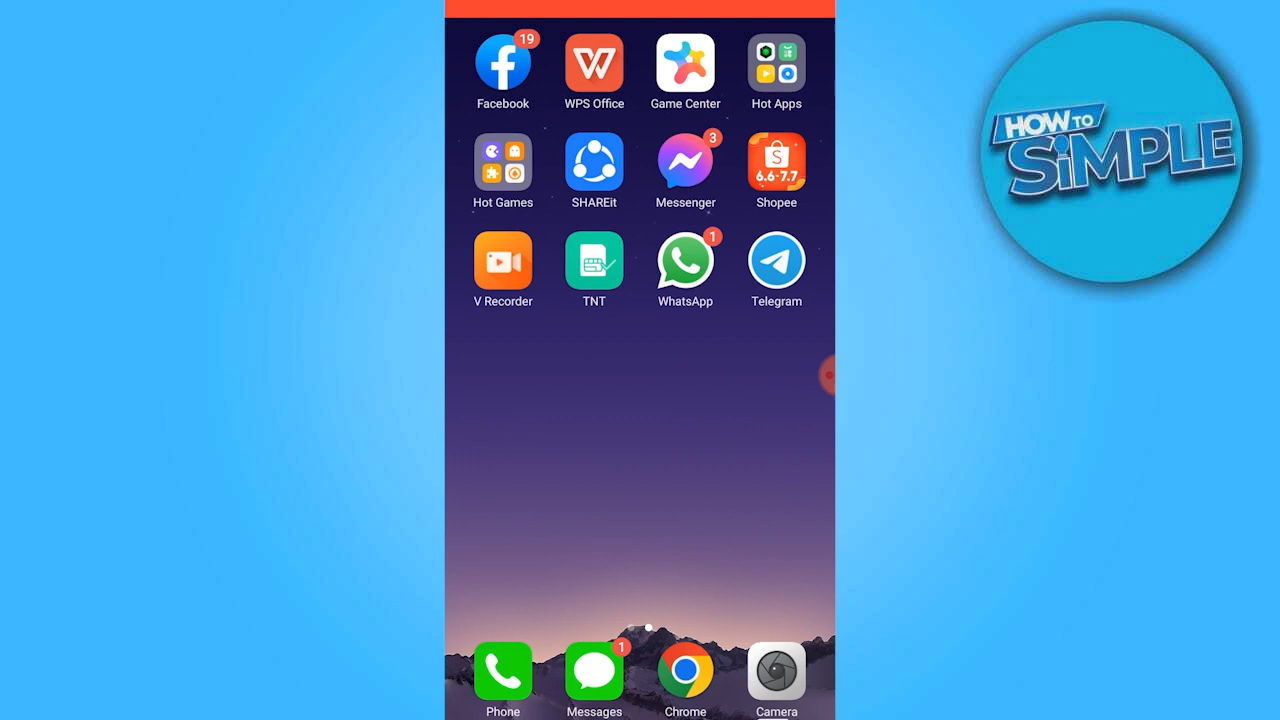 19
Facebook
WPS Office
Game Center
Hot Apps
HOW TO
SiMPLE
Hot Games
SHAREit
3
Messenger
6.6-7.7
Shopee
V Recorder
TNT
1
WhatsApp
Telegram
Phone
1
Messages
Chrome
Camera